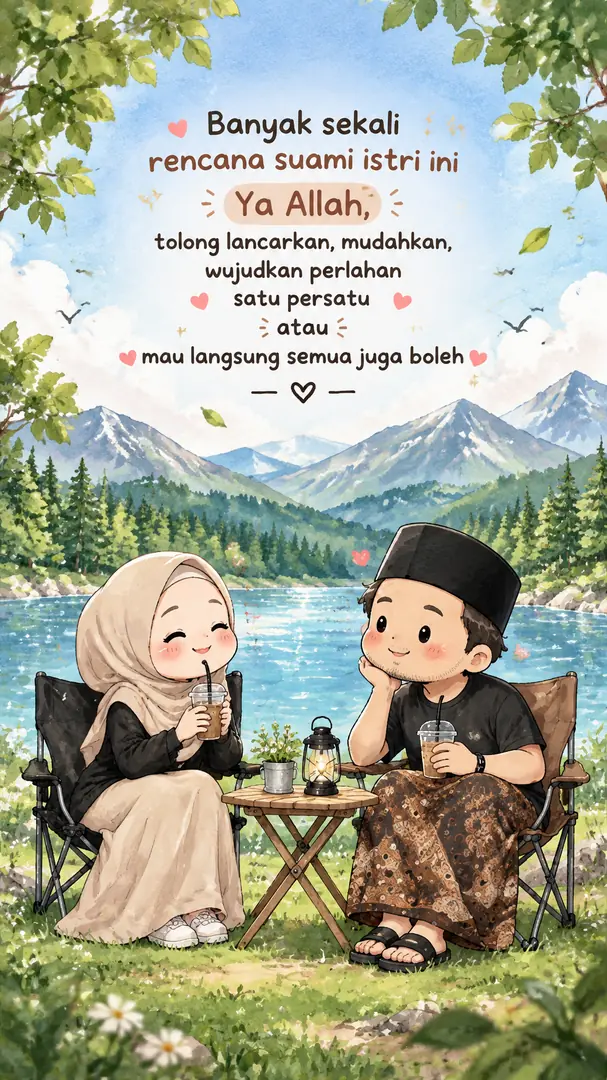 Banyak sekali
rencana suami istri ini
Ya Allah,
tolong lancarkan, mudahkan,
wujudkan perlahan
satu persatu
atau
mau langsung semua juga boleh